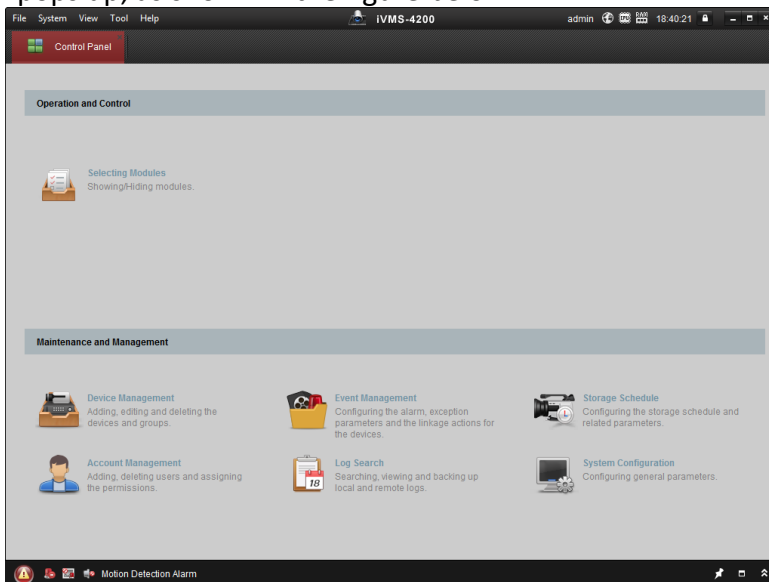 File System View Tool Help iVMS-4200 admin 18:40:21
Control Panel
Operation and Control
Selecting Modules
Showing/Hiding modules.
Maintenance and Management
Device Management
Adding, editing and deleting the
devices and groups.
Event Management
Configuring the alarm, exception
parameters and the linkage actions for
the devices.
Storage Schedule
Configuring the storage schedule and
related parameters.
Account Management
Adding, deleting users and assigning
the permissions.
Log Search
Searching, viewing and backing up
local and remote logs.
18
System Configuration
Configuring general parameters.
Motion Detection Alarm